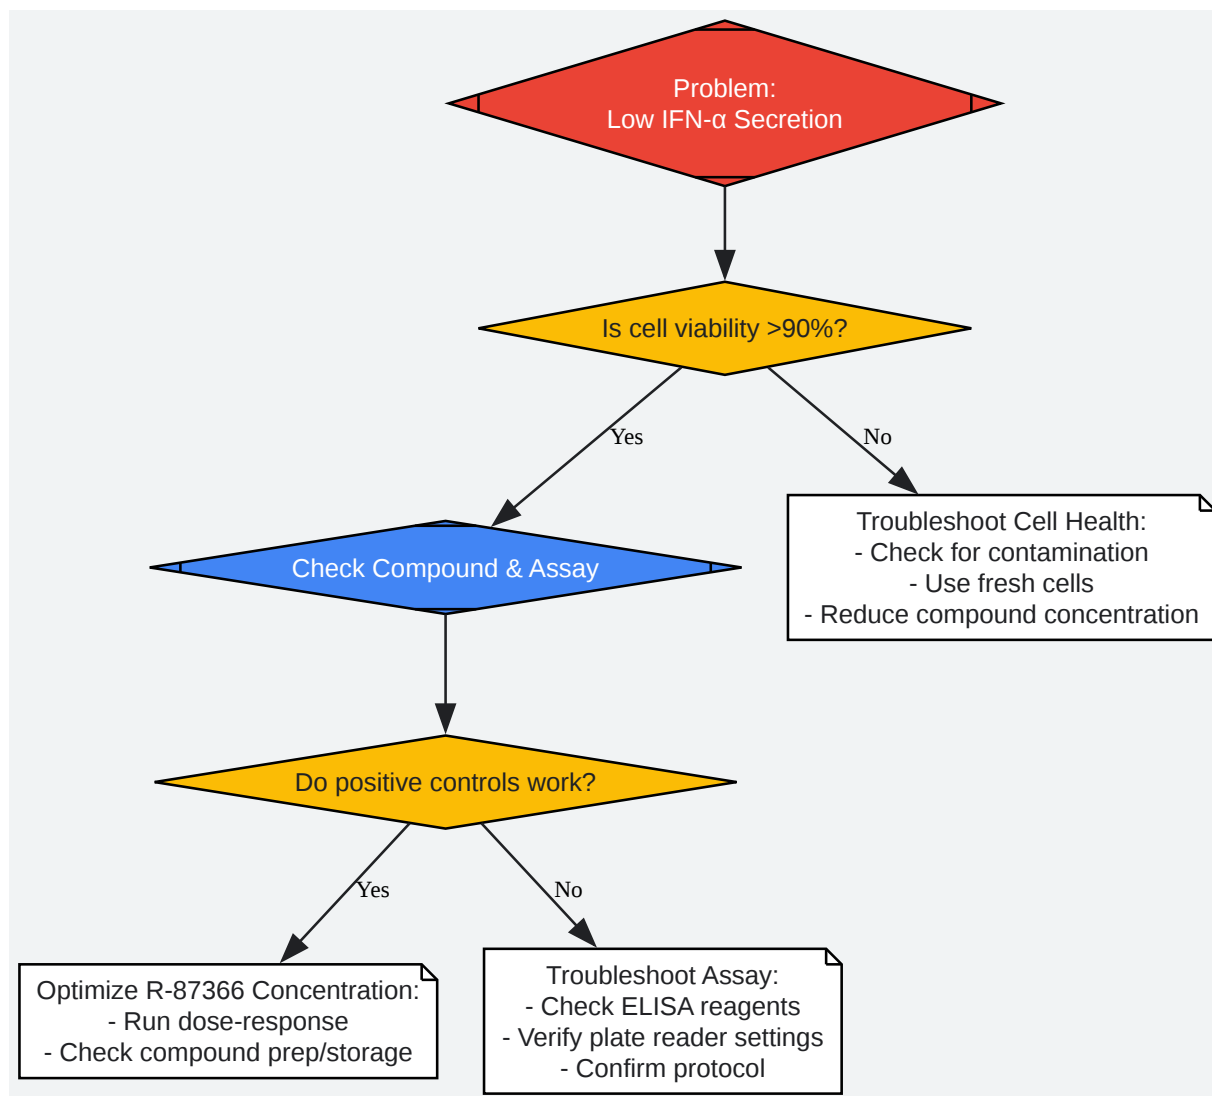 Problem:
Low IFN-α Secretion
Is cell viability >90%?
Yes
No
Check Compound & Assay
Troubleshoot Cell Health:
- Check for contamination
- Use fresh cells
- Reduce compound concentration
Do positive controls work?
Yes
No
Optimize R-87366 Concentration:
- Run dose-response
- Check compound prep/storage
Troubleshoot Assay:
- Check ELISA reagents
- Verify plate reader settings
- Confirm protocol